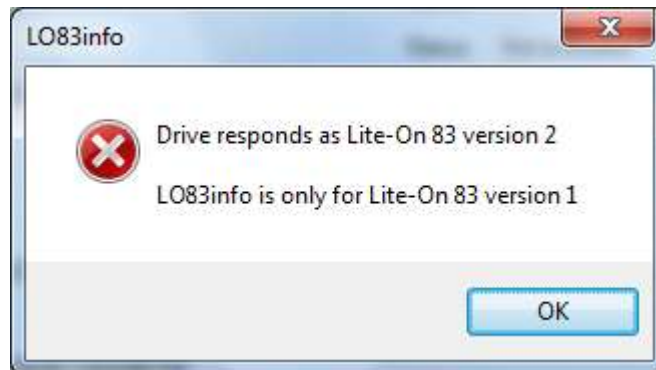 LO83info
Drive responds as Lite-On 83 version 2
LO83info is only for Lite-On 83 version 1
OK